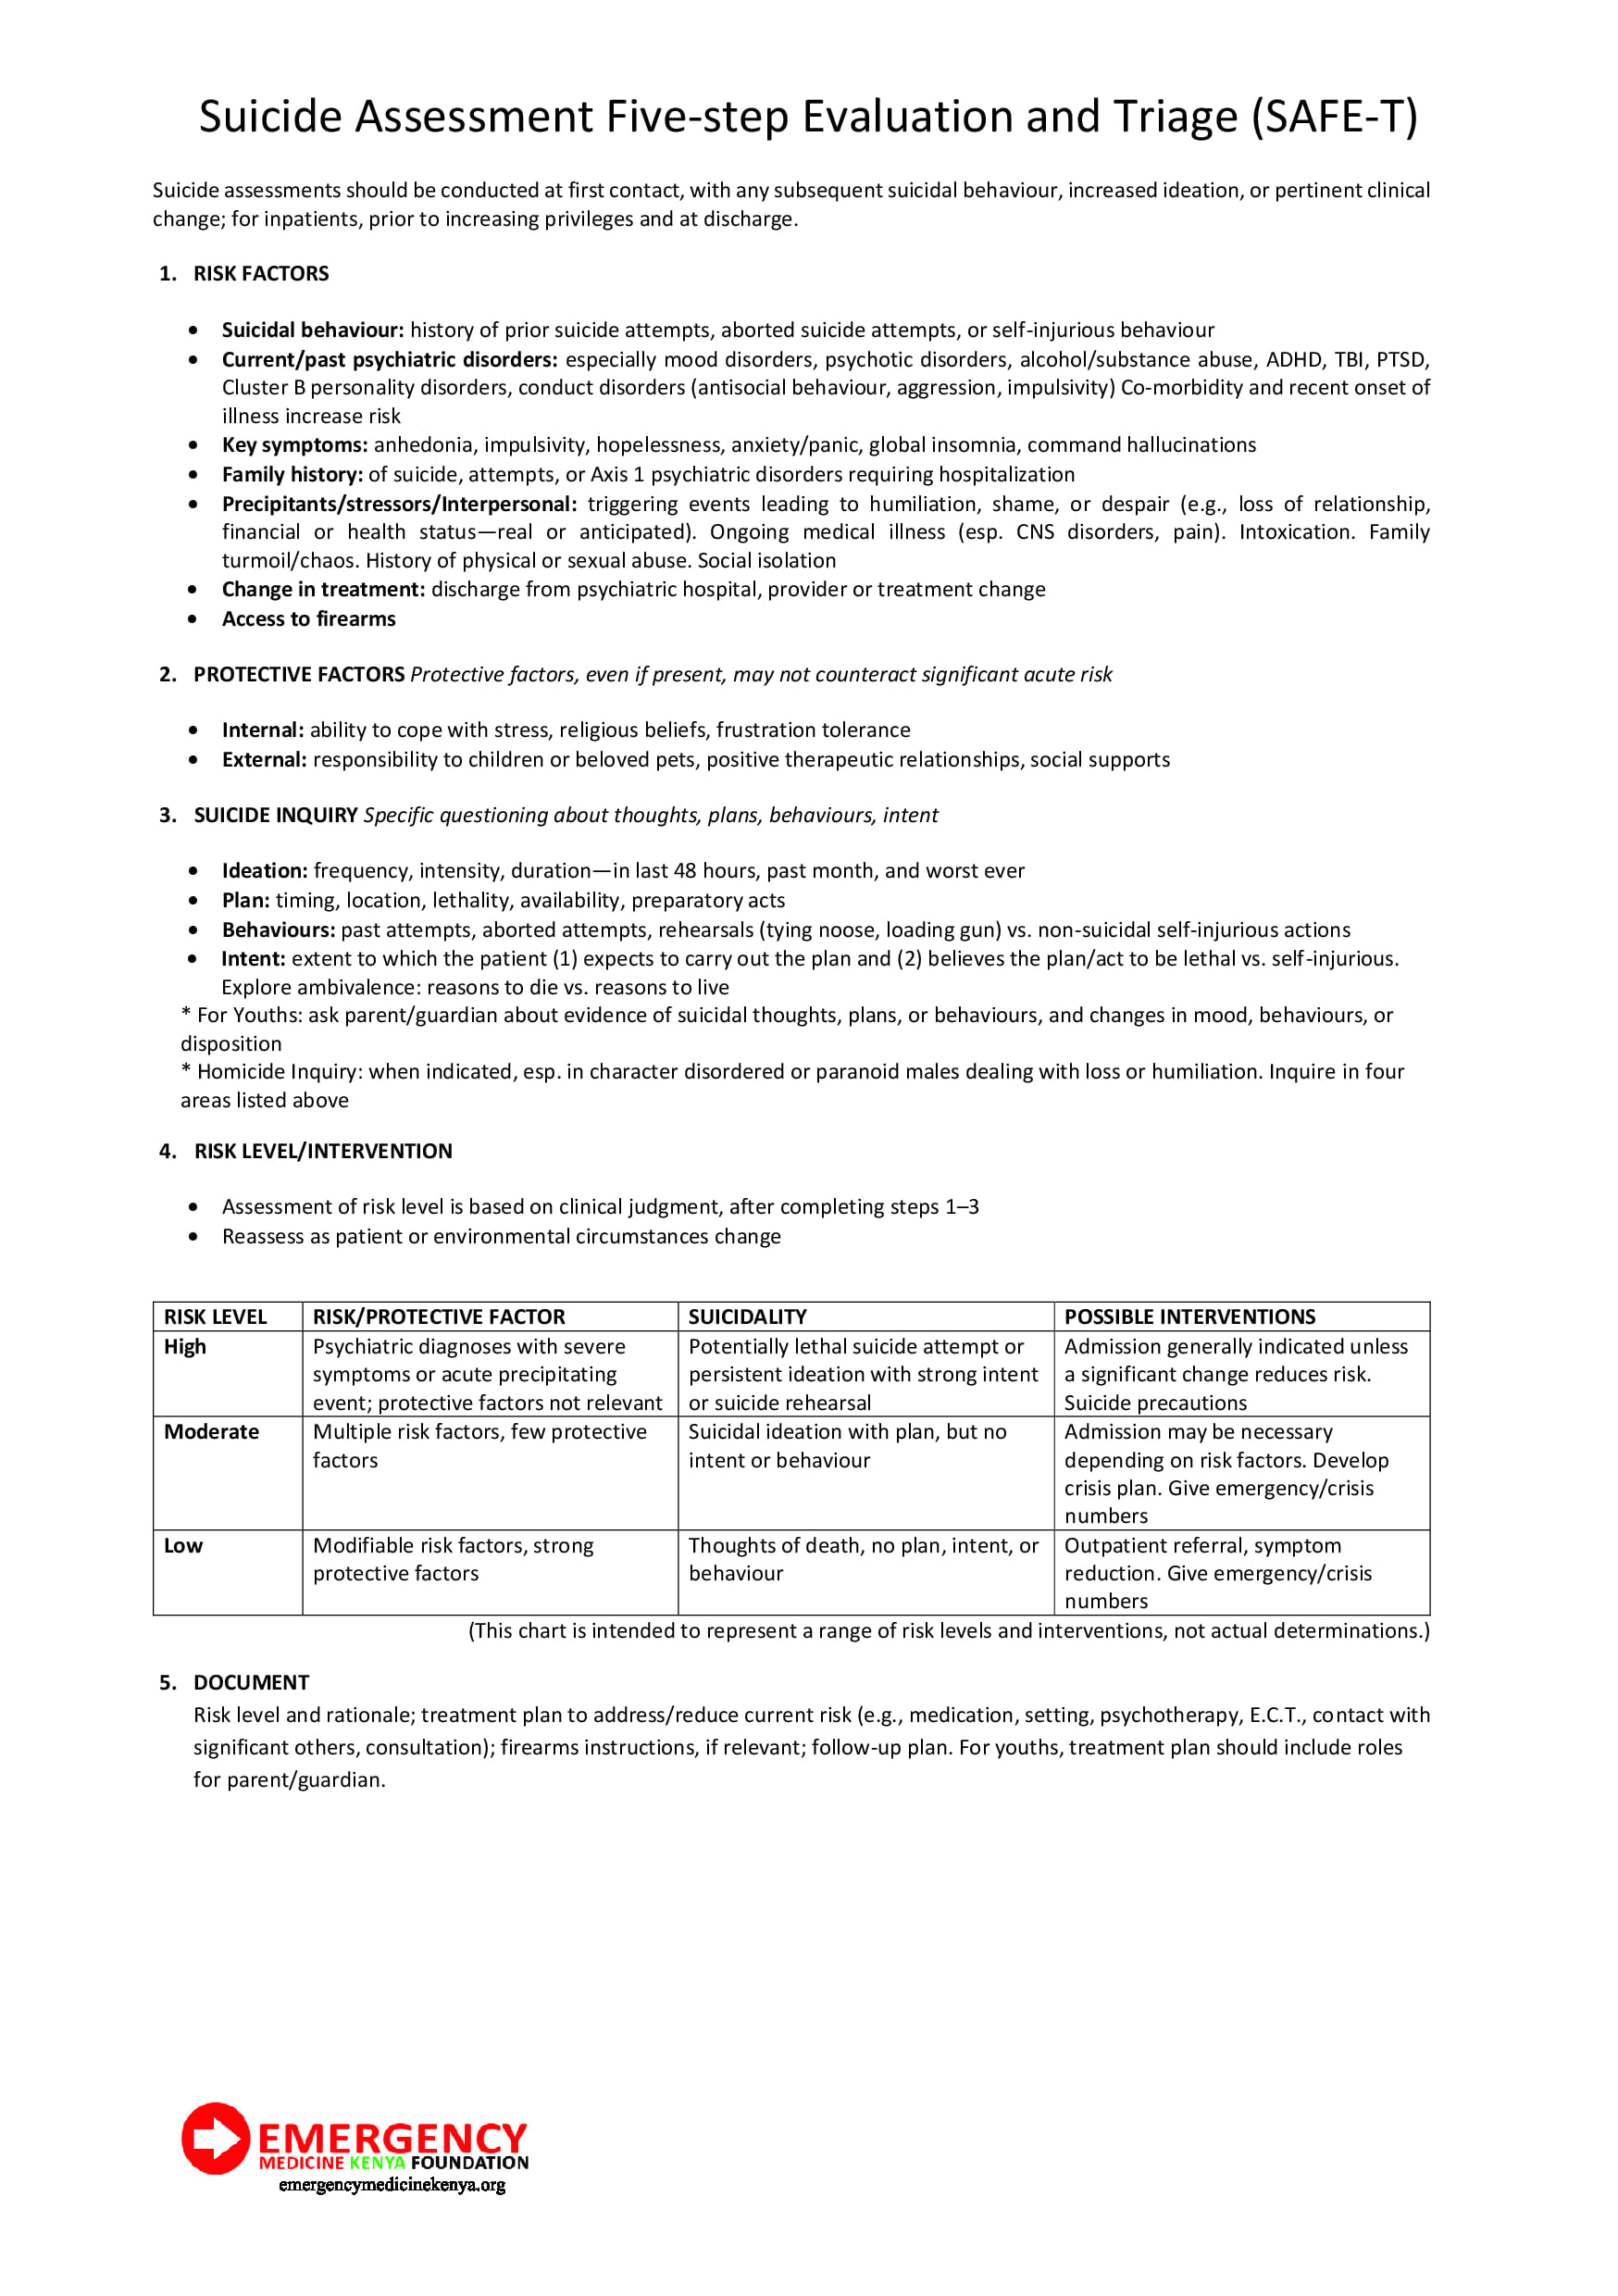 Suicide Assessment Five-step Evaluation and Triage (SAFE-T)
Suicide assessments should be conducted at first contact, with any subsequent suicidal behaviour, increased ideation, or pertinent clinical
change; for inpatients, prior to increasing privileges and at discharge.
1. RISK FACTORS
• Suicidal behaviour: history of prior suicide attempts, aborted suicide attempts, or self-injurious behaviour
• Current/past psychiatric disorders: especially mood disorders, psychotic disorders, alcohol/substance abuse, ADHD, TBI, PTSD,
Cluster B personality disorders, conduct disorders (antisocial behaviour, aggression, impulsivity) Co-morbidity and recent onset of
illness increase risk
• Key symptoms: anhedonia, impulsivity, hopelessness, anxiety/panic, global insomnia, command hallucinations
• Family history: of suicide, attempts, or Axis 1 psychiatric disorders requiring hospitalization
• Precipitants/stressors/Interpersonal: triggering events leading to humiliation, shame, or despair (e.g., loss of relationship,
financial or health status—real or anticipated). Ongoing medical illness (esp. CNS disorders, pain). Intoxication. Family
turmoil/chaos. History of physical or sexual abuse. Social isolation
• Change in treatment: discharge from psychiatric hospital, provider or treatment change
• Access to firearms
2. PROTECTIVE FACTORS Protective factors, even if present, may not counteract significant acute risk
• Internal: ability to cope with stress, religious beliefs, frustration tolerance
• External: responsibility to children or beloved pets, positive therapeutic relationships, social supports
3. SUICIDE INQUIRY Specific questioning about thoughts, plans, behaviours, intent
• Ideation: frequency, intensity, duration—in last 48 hours, past month, and worst ever
• Plan: timing, location, lethality, availability, preparatory acts
• Behaviours: past attempts, aborted attempts, rehearsals (tying noose, loading gun) vs. non-suicidal self-injurious actions
• Intent: extent to which the patient (1) expects to carry out the plan and (2) believes the plan/act to be lethal vs. self-injurious.
Explore ambivalence: reasons to die vs. reasons to live
* For Youths: ask parent/guardian about evidence of suicidal thoughts, plans, or behaviours, and changes in mood, behaviours, or
disposition
* Homicide Inquiry: when indicated, esp. in character disordered or paranoid males dealing with loss or humiliation. Inquire in four
areas listed above
4. RISK LEVEL/INTERVENTION
• Assessment of risk level is based on clinical judgment, after completing steps 1–3
• Reassess as patient or environmental circumstances change
RISK LEVEL RISK/PROTECTIVE FACTOR SUICIDALITY POSSIBLE INTERVENTIONS
High
Psychiatric diagnoses with severe
symptoms or acute precipitating
event; protective factors not relevant
Potentially lethal suicide attempt or
persistent ideation with strong intent
or suicide rehearsal
Admission generally indicated unless
a significant change reduces risk.
Suicide precautions
Moderate
Multiple risk factors, few protective
factors
Suicidal ideation with plan, but no
intent or behaviour
Admission may be necessary
depending on risk factors. Develop
crisis plan. Give emergency/crisis
numbers
Low
Modifiable risk factors, strong
protective factors
Thoughts of death, no plan, intent, or
behaviour
Outpatient referral, symptom
reduction. Give emergency/crisis
numbers
(This chart is intended to represent a range of risk levels and interventions, not actual determinations.)
5. DOCUMENT
Risk level and rationale; treatment plan to address/reduce current risk (e.g., medication, setting, psychotherapy, E.C.T., contact with
significant others, consultation); firearms instructions, if relevant; follow-up plan. For youths, treatment plan should include roles
for parent/guardian.
EMERGENCY
MEDICINE KENYA FOUNDATION
emergencymedicinekenya.org